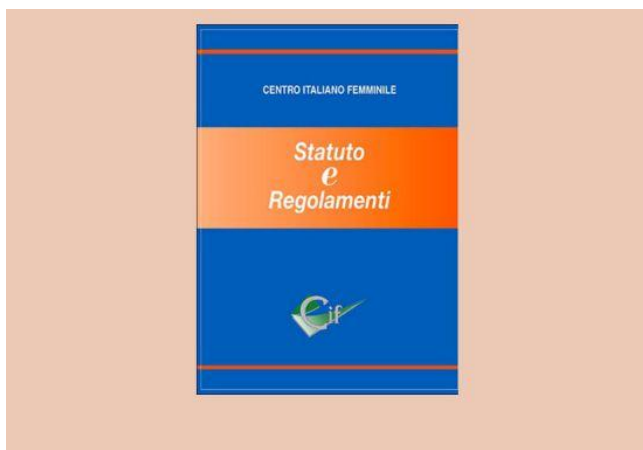 CENTRO ITALIANO FEMMINILE
Statuto
e
Regolamenti
Cif